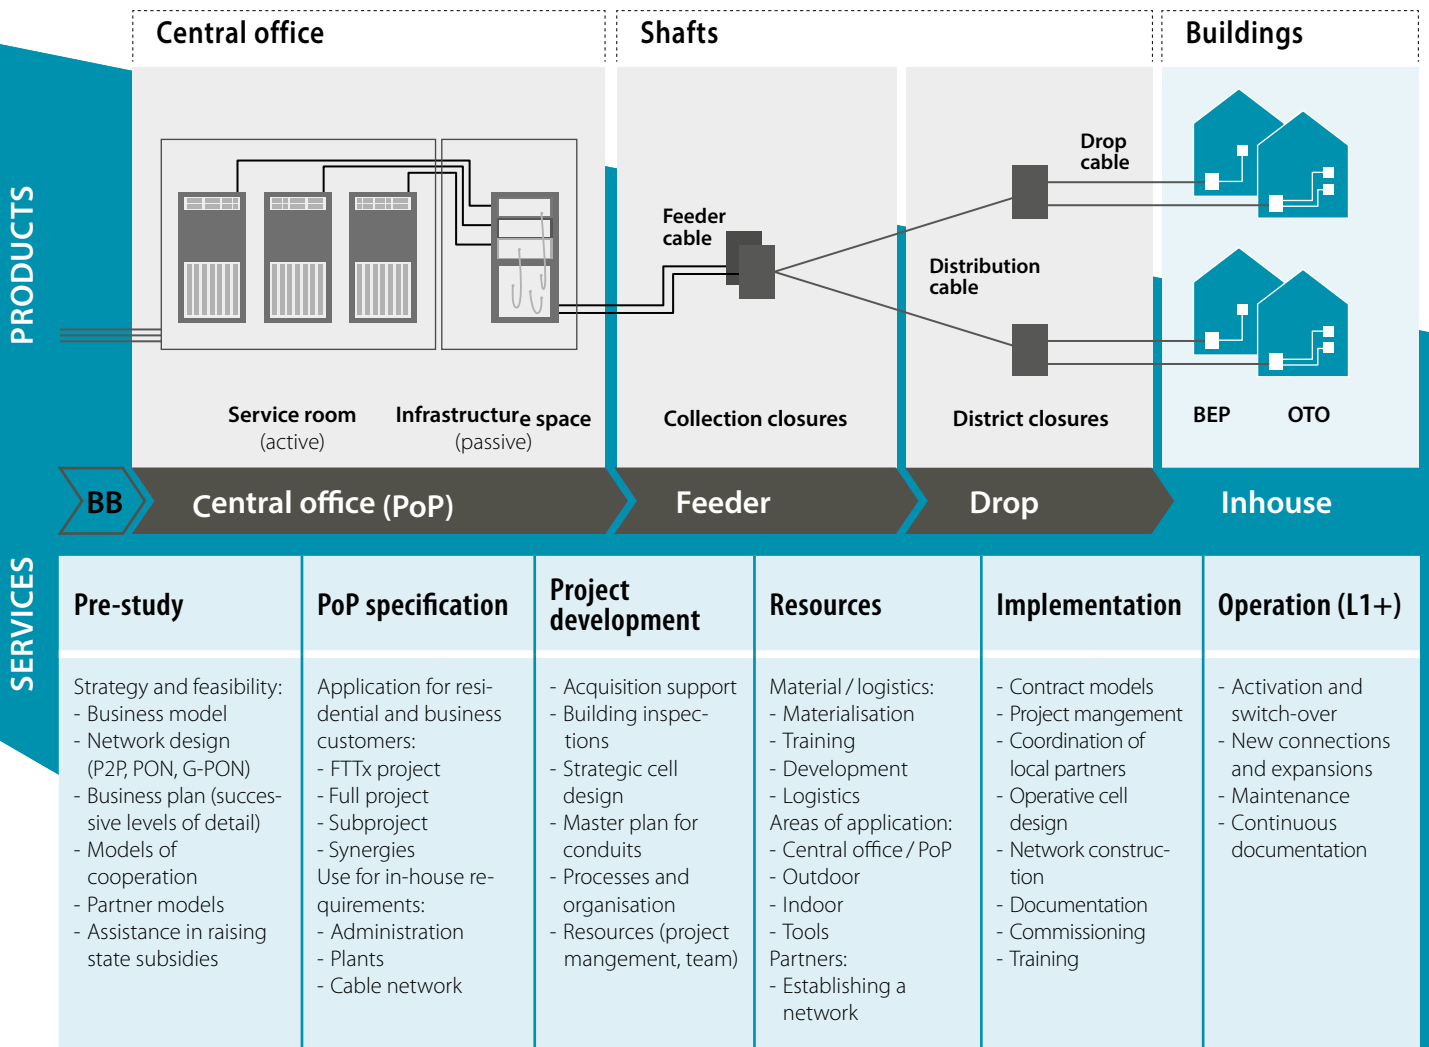 Central office
Shafts
Buildings
PRODUCTS
Drop
cable
Feeder
cable
Distribution
cable
Service room
(active)
Infrastructure space
(passive)
Collection closures
District closures
BEP
OTO
BB
Central office (PoP)
Feeder
Drop
Inhouse
SERVICES
Pre-study
Strategy and feasibility:
- Business model
- Network design
(P2P, PON, G-PON)
- Business plan (succes-
sive levels of detail)
- Models of
cooperation
- Partner models
- Assistance in raising
state subsidies
PoP specification
Application for resi-
dential and business
customers:
- FTTx project
- Full project
- Subproject
- Synergies
Use for in-house re-
quirements:
- Administration
- Plants
- Cable network
Project
development
- Acquisition support
- Building inspec-
tions
- Strategic cell
design
- Master plan for
conduits
- Processes and
organisation
- Resources (project
mangement, team)
Resources
Material / logistics:
- Materialisation
- Training
- Development
- Logistics
Areas of application:
- Central office / PoP
- Outdoor
- Indoor
- Tools
Partners:
- Establishing a
network
Implementation
- Contract models
- Project mangement
- Coordination of
local partners
- Operative cell
design
- Network construc-
tion
- Documentation
- Commissioning
- Training
Operation (L1+)
- Activation and
switch-over
- New connections
and expansions
- Maintenance
- Continuous
documentation